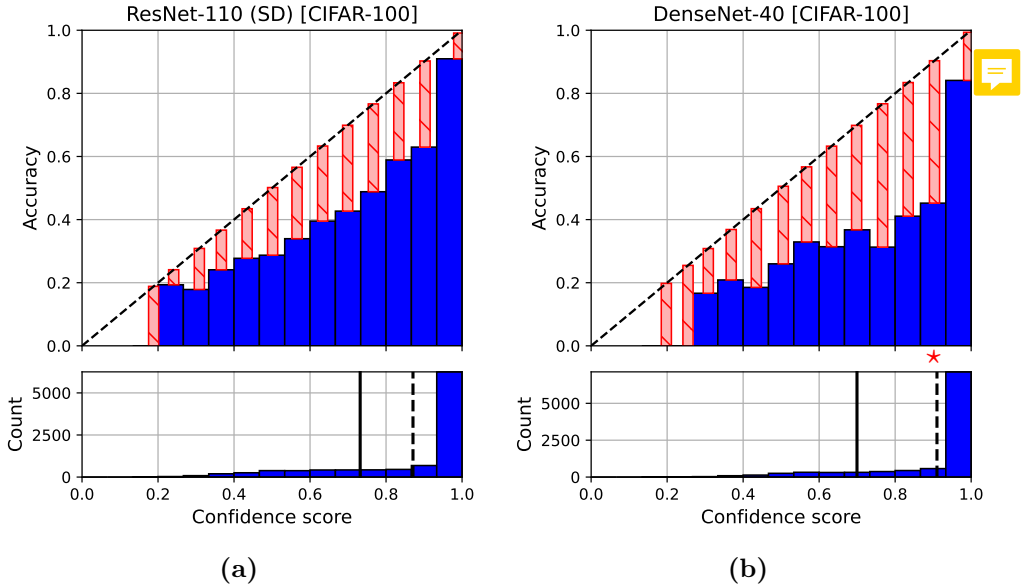 ResNet-110 (SD) [CIFAR-100]
1.0
0.8
0.6
0.4
0.2
0.0
Accuracy
5000
2500
0
Count
0.0 0.2 0.4 0.6 0.8 1.0
Confidence score
(a)
DenseNet-40 [CIFAR-100]
1.0
0.8
0.6
0.4
0.2
0.0
Accuracy
5000
2500
0
Count
0.0 0.2 0.4 0.6 0.8 1.0
Confidence score
(b)